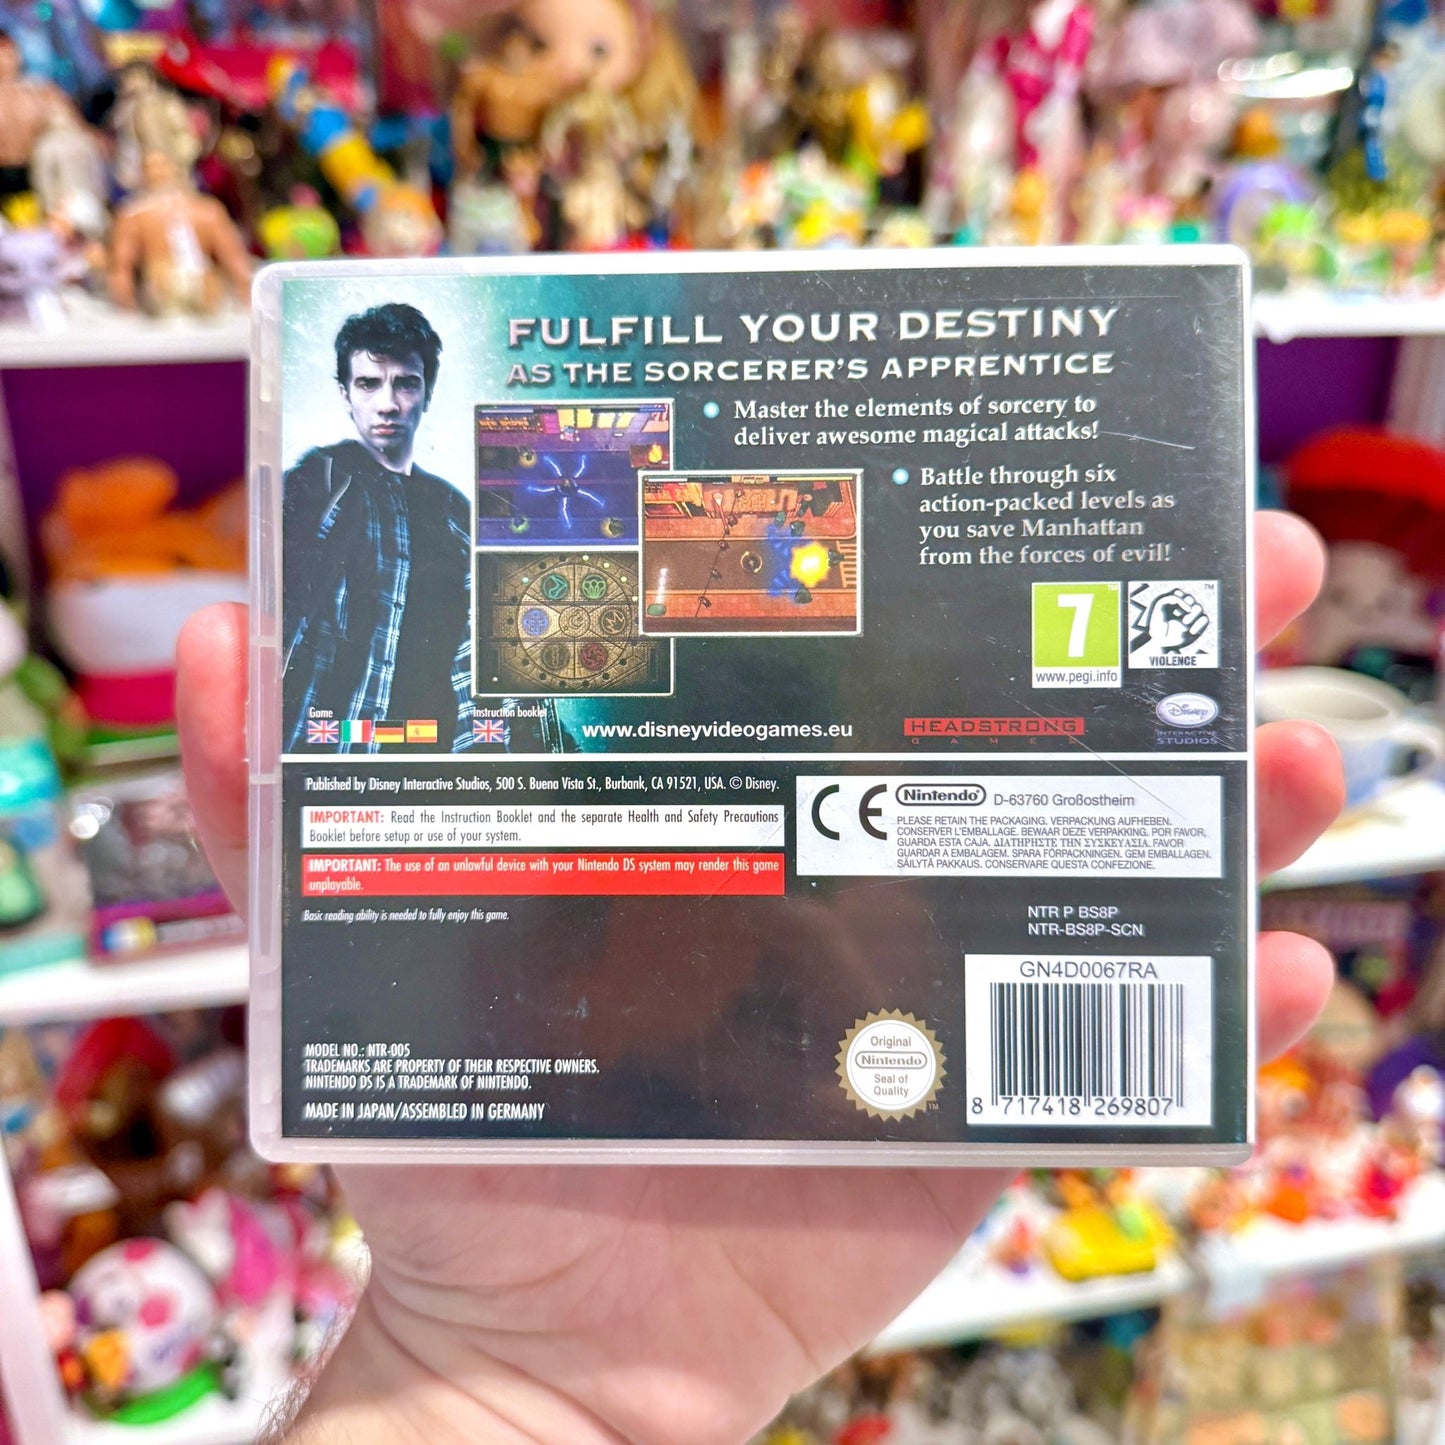 FULFILL YOUR DESTINY
AS THE SORCERER'S APPRENTICE
Master the elements of sorcery to
deliver awesome magical attacks!
Battle through six
action-packed levels as
you save Manhattan
from the forces of evil!
7
www.pegi.info
VIOLENCE
Game
Instruction booklet
www.disneyvideogames.eu
HEADSTRONG
GAMES
Disney
INTERACTIVE
STUDIOS
Published by Disney Interactive Studios, 500 S. Buena Vista St., Burbank, CA 91521, USA. © Disney.
IMPORTANT: Read the Instruction Booklet and the separate Health and Safety Precautions
Booklet before setup or use of your system.
IMPORTANT: The use of an unlawful device with your Nintendo DS system may render this game
unplayable.
Basic reading ability is needed to fully enjoy this game.
CE Nintendo® D-63760 Großostheim
PLEASE RETAIN THE PACKAGING. VERPACKUNG AUFHEBEN.
CONSERVER L'EMBALLAGE. BEWAAR DEZE VERPAKKING. POR FAVOR,
GUARDA ESTA CAJA. ΔΙΑΤΗΡΗΣΤΕ ΤΗΝ ΣΥΣΚΕΥΑΣΙΑ. FAVOR
GUARDAR A EMBALAGEM. SPARA FÖRPACKNINGEN. GEM EMBALLAGEN.
SÄILYTÄ PAKKAUS. CONSERVARE QUESTA CONFEZIONE.
NTR P BS8P
NTR-BS8P-SCN
GN4D0067RA
8 717418 269807
Original
Nintendo
Seal of
Quality
TM
MODEL NO.: NTR-005
TRADEMARKS ARE PROPERTY OF THEIR RESPECTIVE OWNERS.
NINTENDO DS IS A TRADEMARK OF NINTENDO.
MADE IN JAPAN/ASSEMBLED IN GERMANY